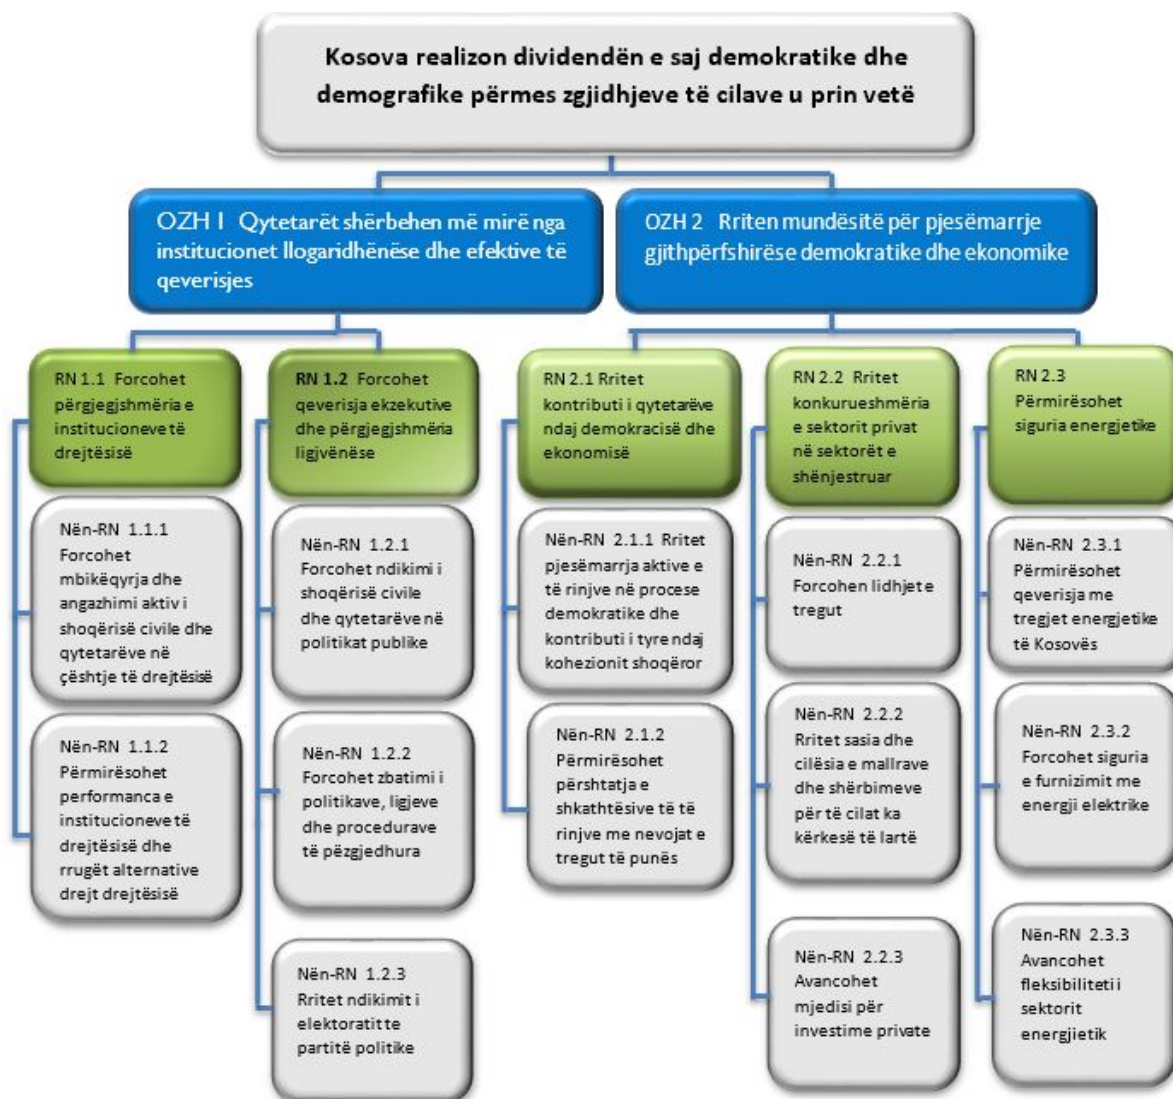 Kosova realizon dividendën e saj demokratike dhe
demografike përmes zgjidhjeve të cilave u prin vetë
OZH 1 Qytetarët shërbehen më mirë nga
institucionet llogaridhënëse dhe efektive të
qeverisjes
OZH 2 Rriten mundësitë për pjesëmarrje
gjithpërfshirëse demokratike dhe ekonomike
RN 1.1 Forcohet
përgjegjshmëria e
institucioneve të
drejtësisë
RN 1.2 Forcohet
qeverisja ekzekutive
dhe përgjegjshmëria
ligjvënëse
RN 2.1 Rritet
kontributi i qytetarëve
ndaj demokracisë dhe
ekonomisë
RN 2.2 Rritet
konkurueshmëria
e sektorit privat
në sektorët e
shënjestruar
RN 2.3
Përmirësohet
siguria energjetike
Nën-RN 1.1.1
Forcohet
mbikëqyrja dhe
angazhimi aktiv i
shoqërisë civile dhe
qytetarëve në
çështje të drejtësisë
Nën-RN 1.1.2
Përmirësohet
performanca e
institucioneve të
drejtësisë dhe
rrugët alternative
drejt drejtësisë
Nën-RN 1.2.1
Forcohet ndikimi i
shoqërisë civile
dhe qytetarëve në
politikat publike
Nën-RN 1.2.2
Forcohet zbatimi i
politikave, ligjeve
dhe procedurave
të pëzgjedhura
Nën-RN 1.2.3
Rritet ndikimit i
elektoratit te
partitë politike
Nën-RN 2.1.1 Rritet
pjesëmarrja aktive e
të rinjve në procese
demokratike dhe
kontributi i tyre ndaj
kohezionit shoqëror
Nën-RN 2.1.2
Përmirësohet
përshtatja e
shkathtësive të të
rinjve me nevojat e
tregut të punës
Nën-RN 2.2.1
Forcohen lidhjet e
tregut
Nën-RN 2.2.2
Rritet sasia dhe
cilësia e mallrave
dhe shërbimeve
për të cilat ka
kërkesë të lartë
Nën-RN 2.2.3
Avancohet
mjedisi për
investime private
Nën-RN 2.3.1
Përmirësohet
qeverisja me
tregjet energjetike
të Kosovës
Nën-RN 2.3.2
Forcohet siguria
e furnizimit me
energji elektrike
Nën-RN 2.3.3
Avancohet
fleksibiliteti i
sektorit
energjietik